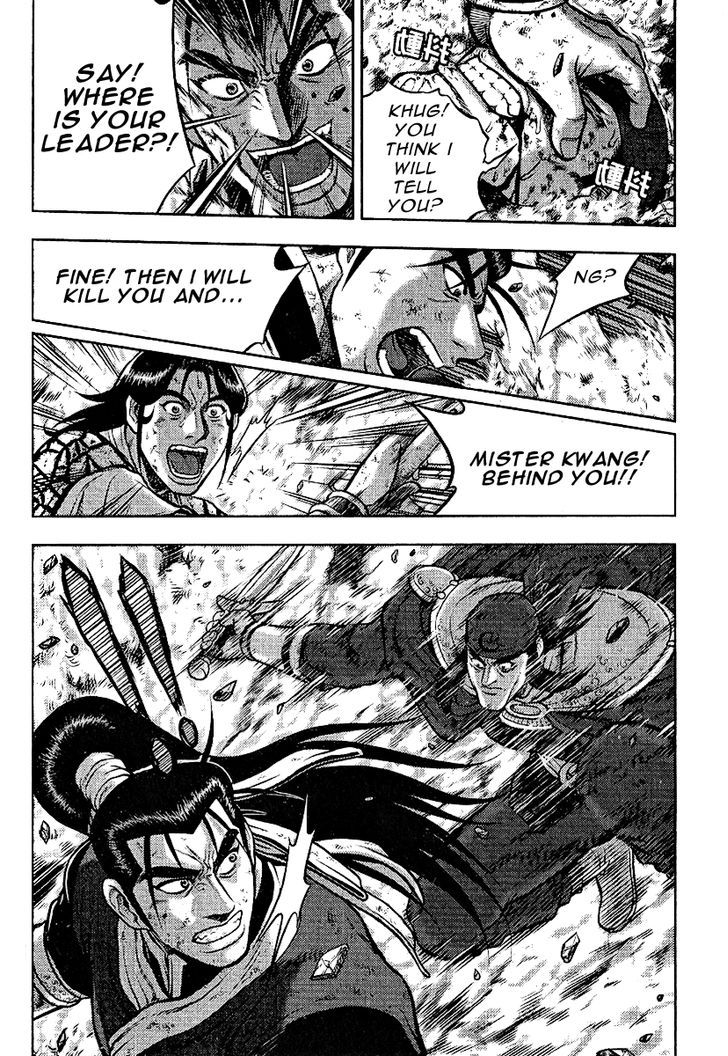 SAY!
WHERE
IS YOUR
LEADER?!
KHUG!
YOU
THINK I
WILL
TELL
YOU?
FINE! THEN I WILL
KILL YOU AND...
NG?
MISTER KWANG!
BEHIND YOU!!